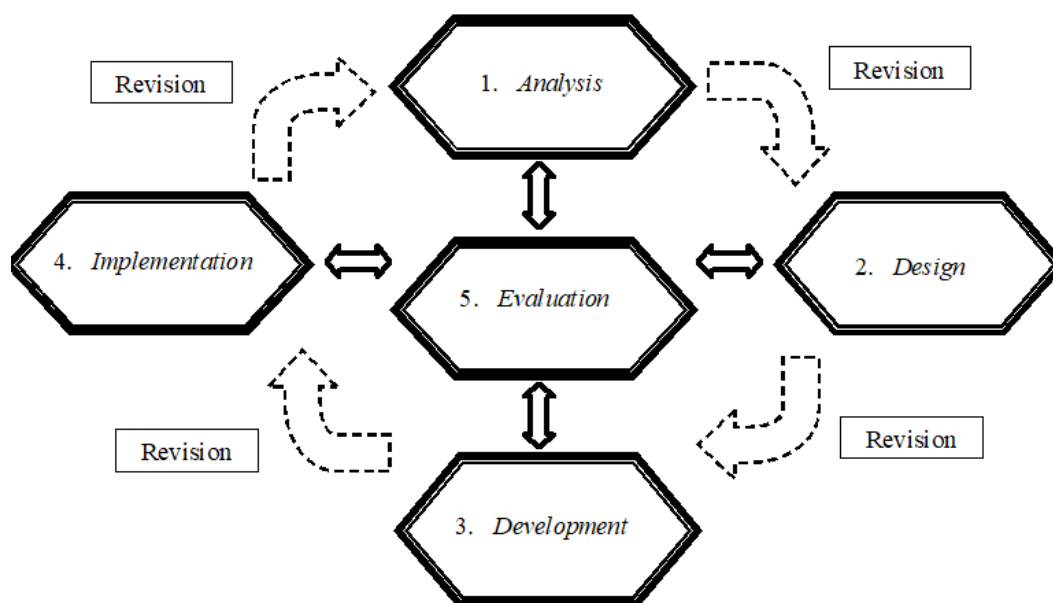 Revision
1. Analysis
Revision
4. Implementation
5. Evaluation
2. Design
Revision
3. Development
Revision